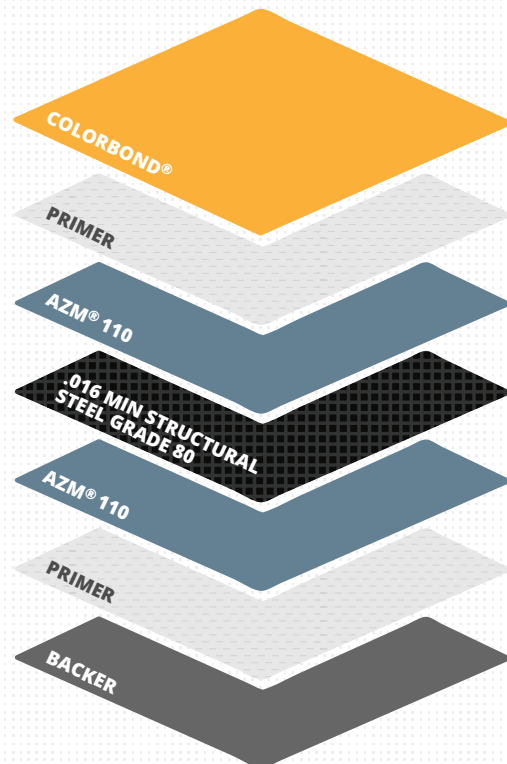 COLORBOND®
PRIMER
AZM® 110
.016 MIN STRUCTURAL
STEEL GRADE 80
AZM® 110
PRIMER
BACKER